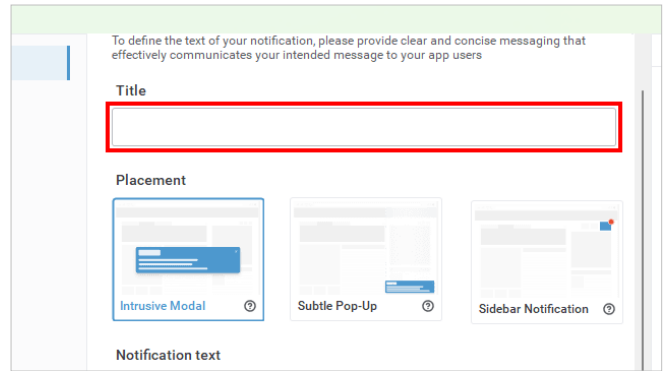 To define the text of your notification, please provide clear and concise messaging that
effectively communicates your intended message to your app users
Title
Placement
Intrusive Modal
Subtle Pop-Up
Sidebar Notification
Notification text